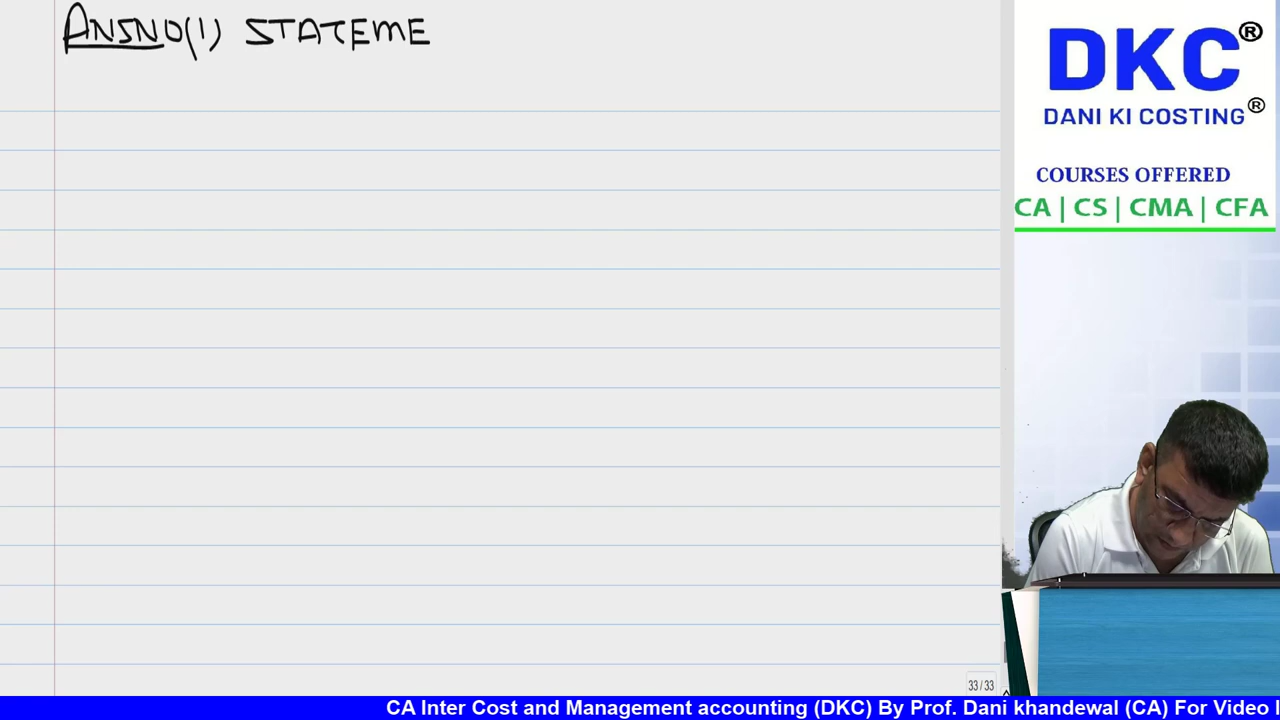 ANSNO(1) STATEME
DKC®
DANI KI COSTING®
COURSES OFFERED
CA | CS | CMA | CFA
33 / 33
CA Inter Cost and Management accounting (DKC) By Prof. Dani khandewal (CA) For Video l